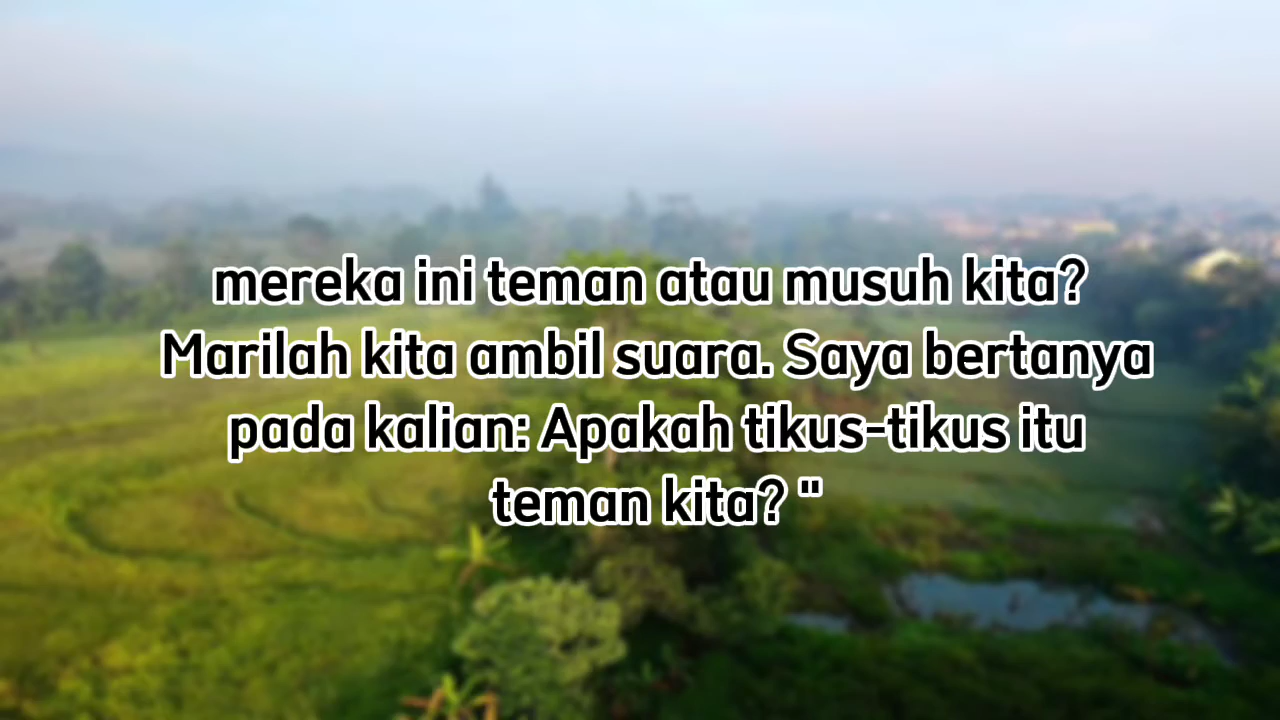 mereka ini teman atau musuh kita?
Marilah kita ambil suara. Saya bertanya
pada kalian: Apakah tikus-tikus itu
teman kita? "